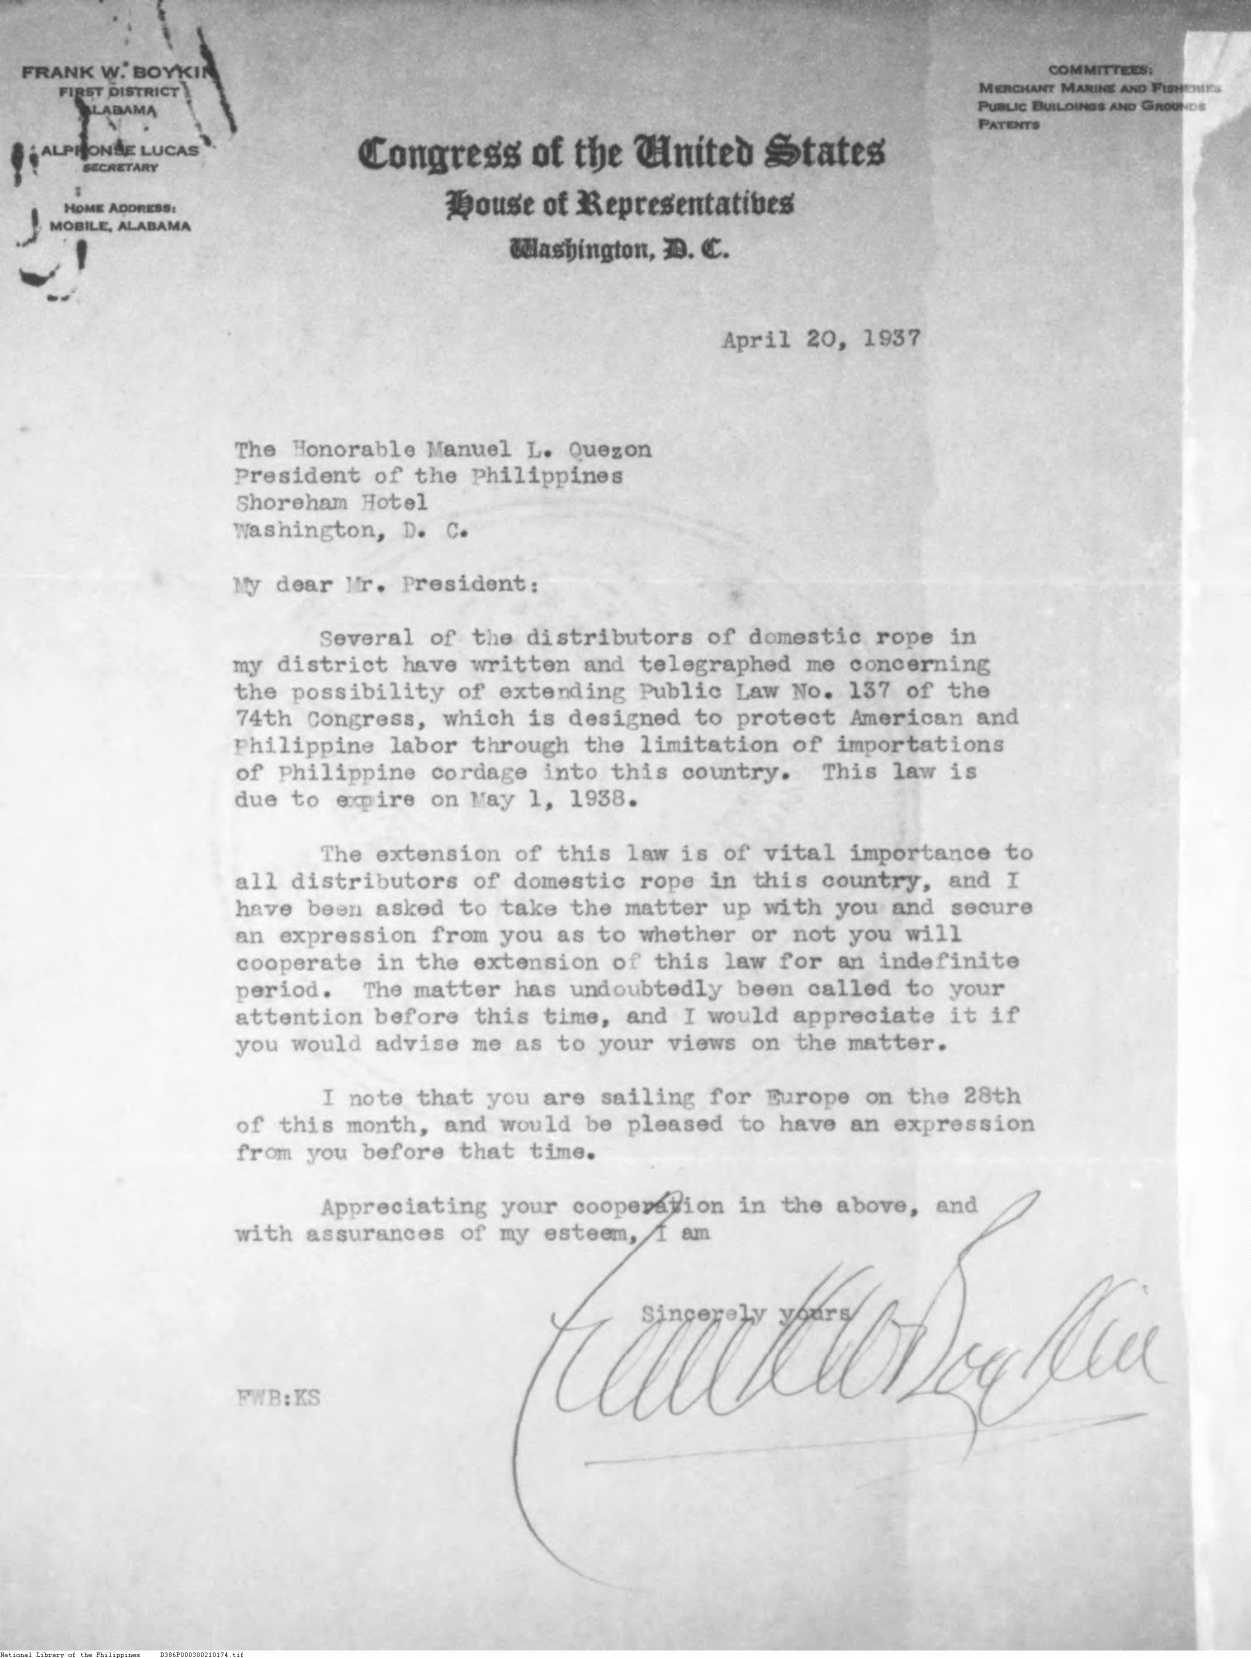 FRANK W. BOYKIN
FIRST DISTRICT
ALABAMA
ALPHONSE LUCAS
SECRETARY
HOME ADDRESS:
MOBILE, ALABAMA
COMMITTEES:
MERCHANT MARINE AND FISHERIES
PUBLIC BUILDINGS AND GROUNDS
PATENTS
Congress of the United States
House of Representatives
Washington, D. C.
April 20, 1937
The Honorable Manuel L. Quezon
President of the Philippines
Shoreham Hotel
Washington, D. C.
My dear Mr. President:
Several of the distributors of domestic rope in
my district have written and telegraphed me concerning
the possibility of extending Public Law No. 137 of the
74th Congress, which is designed to protect American and
Philippine labor through the limitation of importations
of Philippine cordage into this country. This law is
due to expire on May 1, 1938.
The extension of this law is of vital importance to
all distributors of domestic rope in this country, and I
have been asked to take the matter up with you and secure
an expression from you as to whether or not you will
cooperate in the extension of this law for an indefinite
period. The matter has undoubtedly been called to your
attention before this time, and I would appreciate it if
you would advise me as to your views on the matter.
I note that you are sailing for Europe on the 28th
of this month, and would be pleased to have an expression
from you before that time.
Appreciating your cooperation in the above, and
with assurances of my esteem, I am
Sincerely yours
Frank W Boykin
FWB:KS
National Library of the Philippines D386P000300210174.tif